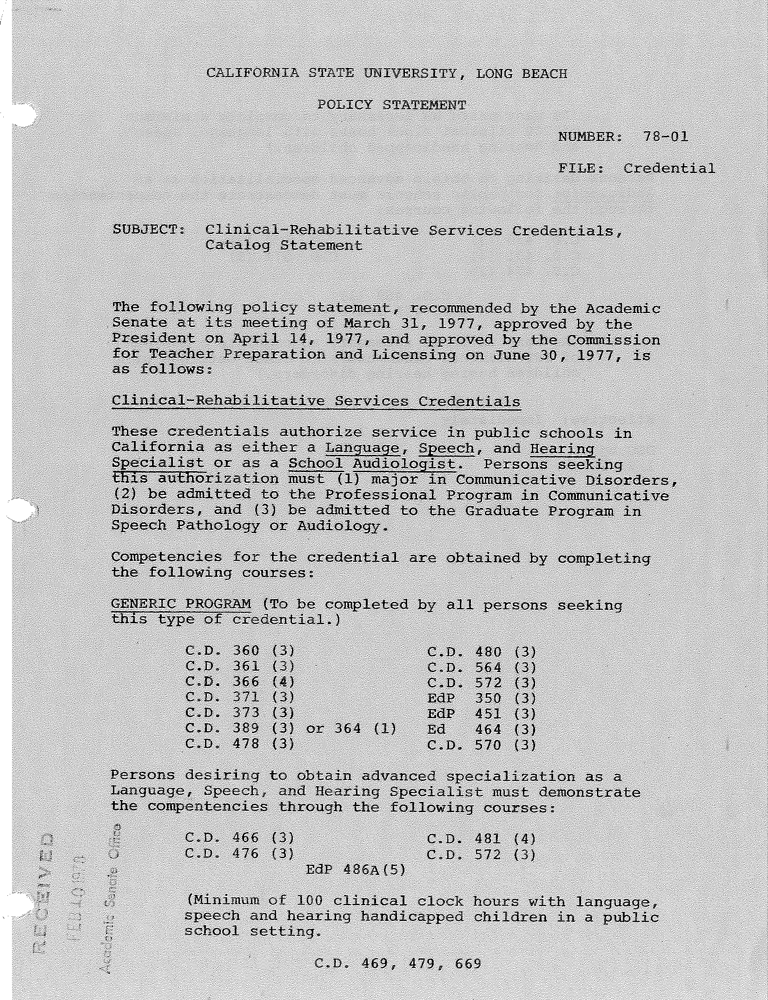 CALIFORNIA STATE UNIVERSITY, LONG BEACH
POLICY STATEMENT
NUMBER: 78-01
FILE: Credential
SUBJECT: Clinical-Rehabilitative Services Credentials,
Catalog Statement
The following policy statement, recommended by the Academic
Senate at its meeting of March 31, 1977, approved by the
President on April 14, 1977, and approved by the Commission
for Teacher Preparation and Licensing on June 30, 1977, is
as follows:
Clinical-Rehabilitative Services Credentials
These credentials authorize service in public schools in
California as either a Language, Speech, and Hearing
Specialist or as a School Audiologist. Persons seeking
this authorization must (1) major in Communicative Disorders,
(2) be admitted to the Professional Program in Communicative
Disorders, and (3) be admitted to the Graduate Program in
Speech Pathology or Audiology.
Competencies for the credential are obtained by completing
the following courses:
GENERIC PROGRAM (To be completed by all persons seeking
this type of credential.)
C.D. 360 (3) C.D. 480 (3)
C.D. 361 (3) C.D. 564 (3)
C.D. 366 (4) C.D. 572 (3)
C.D. 371 (3) EdP 350 (3)
C.D. 373 (3) EdP 451 (3)
C.D. 389 (3) or 364 (1) Ed 464 (3)
C.D. 478 (3) C.D. 570 (3)
Persons desiring to obtain advanced specialization as a
Language, Speech, and Hearing Specialist must demonstrate
the compentencies through the following courses:
C.D. 466 (3) C.D. 481 (4)
C.D. 476 (3) C.D. 572 (3)
EdP 486A(5)
(Minimum of 100 clinical clock hours with language,
speech and hearing handicapped children in a public
school setting.
C.D. 469, 479, 669
RECEIVED
Academic Senate Office